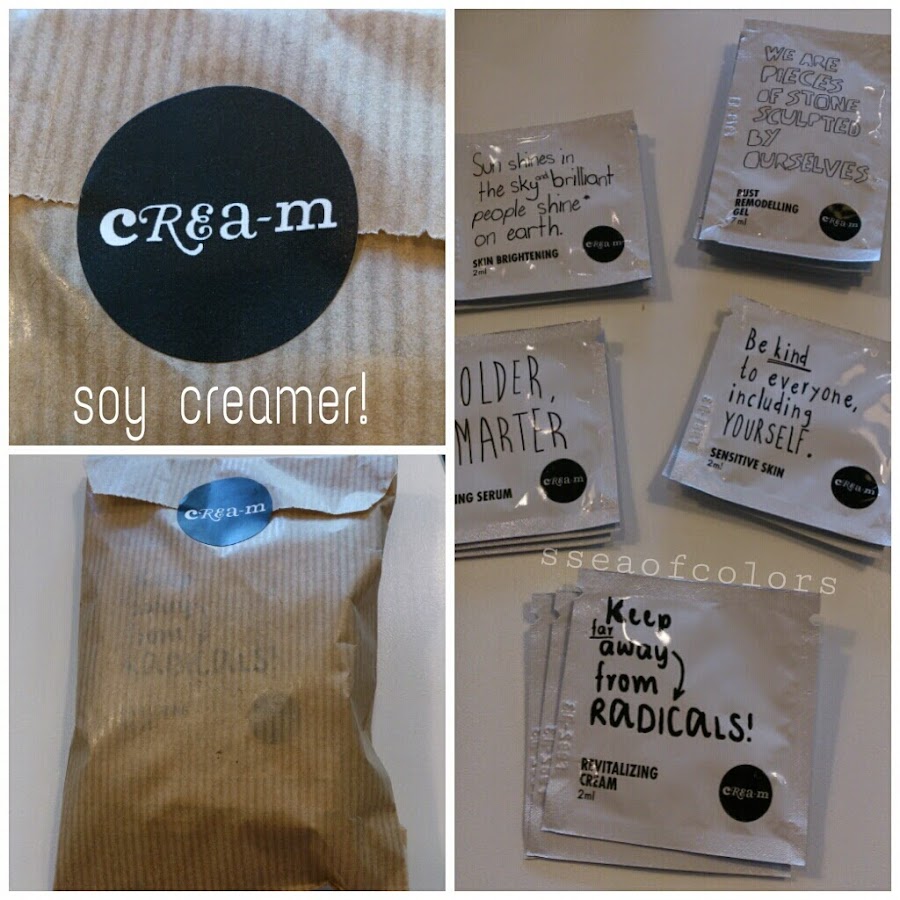 CREA-M
soy creamer!
CREA-M
RADICALS!
Sun shines in
the sky and brilliant
people shine*
on earth.
SKIN BRIGHTENING
2ml
CREA-M
WE ARE
PIECES
OF STONE
SCULPTED
BY
OURSELVES
BUST
REMODELLING
GEL
7ml
CREA-M
OLDER,
MARTER
ING SERUM
CREA-M
Be kind
to everyone,
including
YOURSELF.
SENSITIVE SKIN
2ml
CREA-M
sseaofcolors
Keep
far away
from
RADICALS!
REVITALIZING
CREAM
2ml
CREA-M